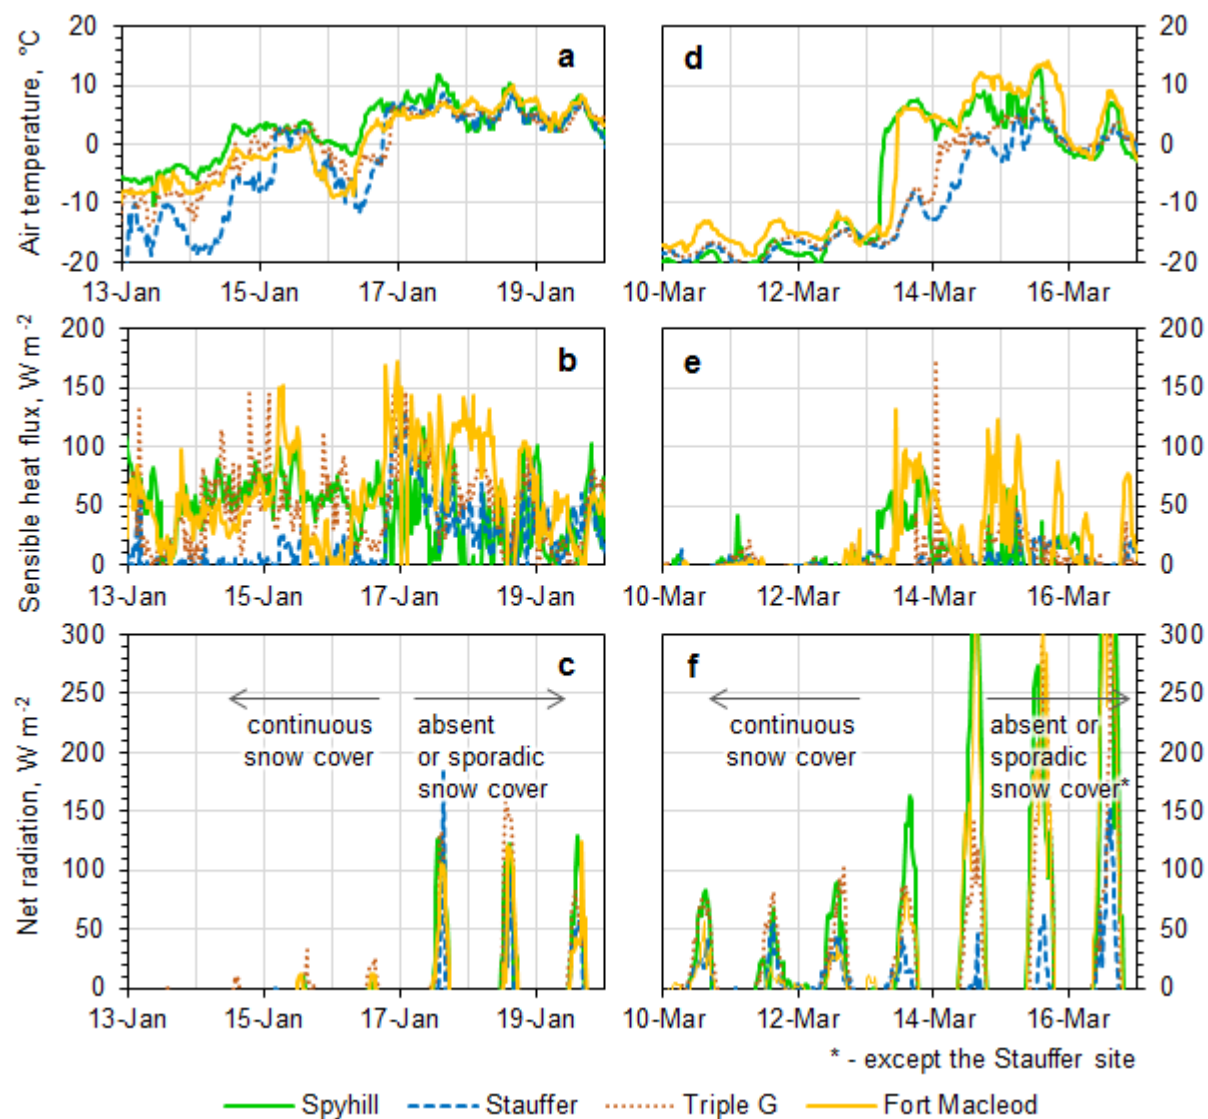 Air temperature, °C
20
10
0
-10
-20
a
13-Jan 15-Jan 17-Jan 19-Jan
d
20
10
0
-10
-20
10-Mar 12-Mar 14-Mar 16-Mar
Sensible heat flux, W m-2
200
150
100
50
0
b
13-Jan 15-Jan 17-Jan 19-Jan
e
200
150
100
50
0
10-Mar 12-Mar 14-Mar 16-Mar
Net radiation, W m-2
300
250
200
150
100
50
0
c
continuous
snow cover
absent
or sporadic
snow cover
13-Jan 15-Jan 17-Jan 19-Jan
f
continuous
snow cover
absent or
sporadic
snow cover*
300
250
200
150
100
50
0
10-Mar 12-Mar 14-Mar 16-Mar
* - except the Stauffer site
Spyhill Stauffer Triple G Fort Macleod